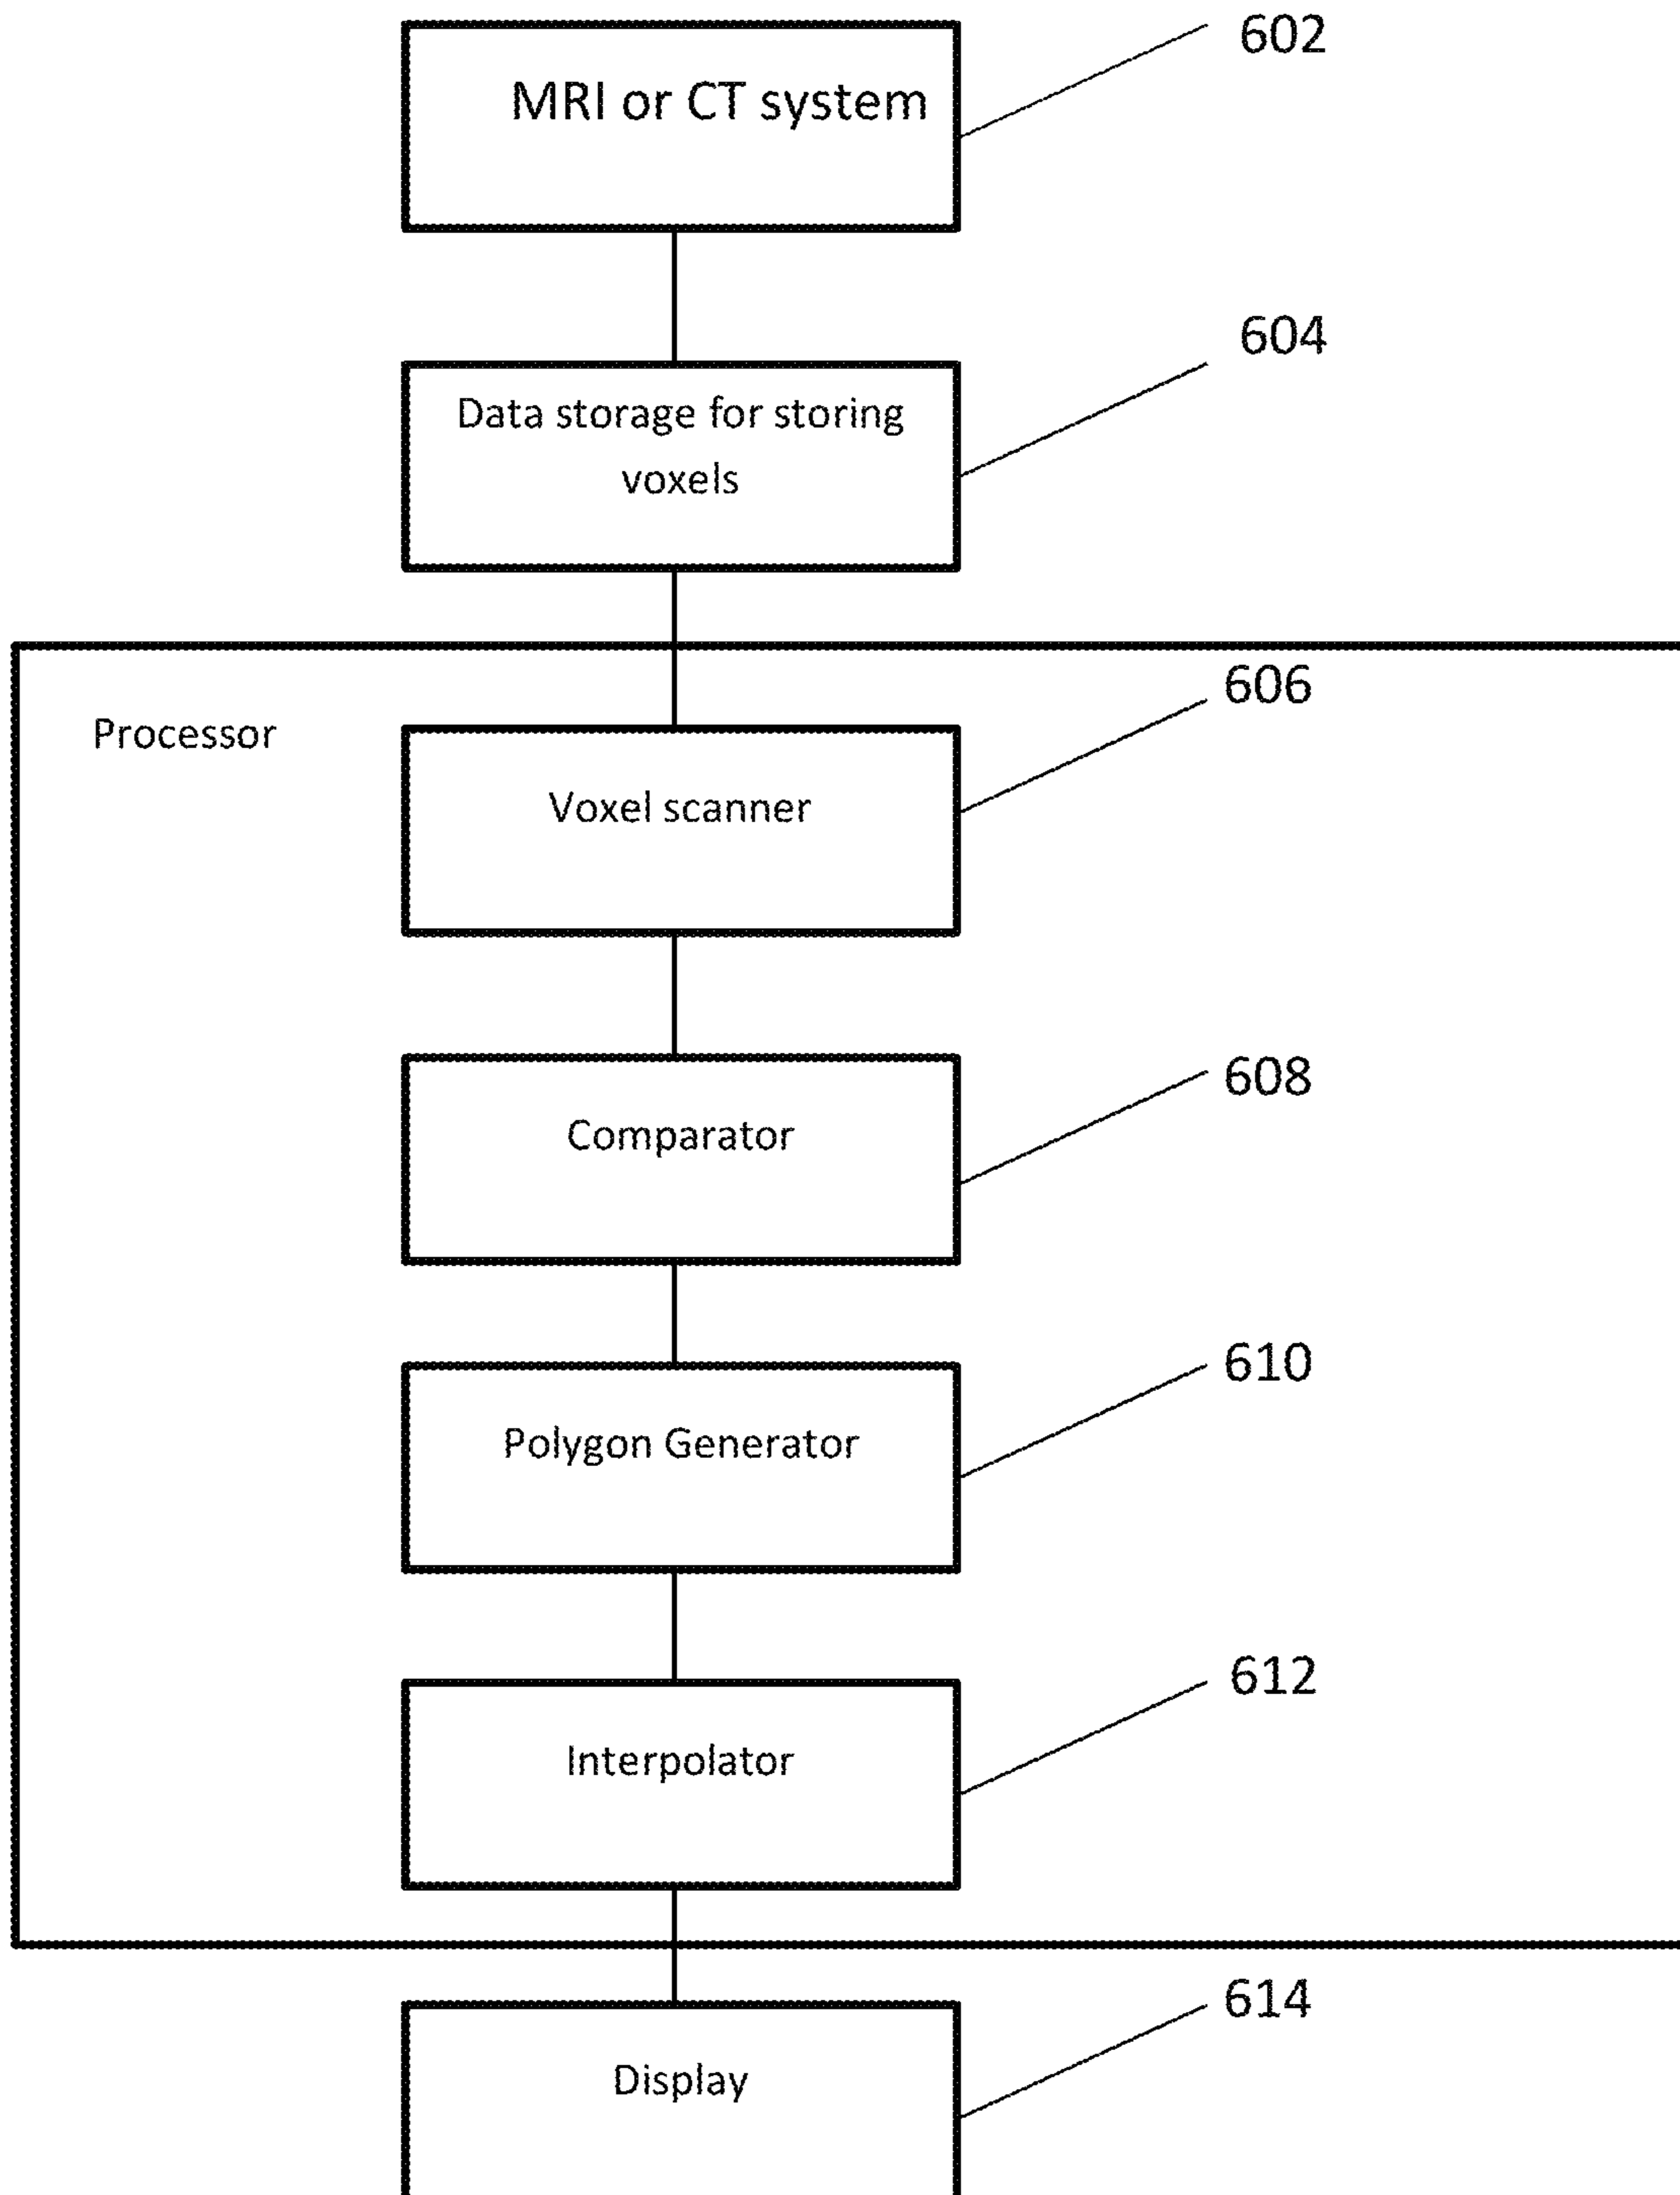 602
MRI or CT system
604
Data storage for storing
voxels
606
Processor
Voxel scanner
608
Comparator
610
Polygon Generator
612
Interpolator
614
Display